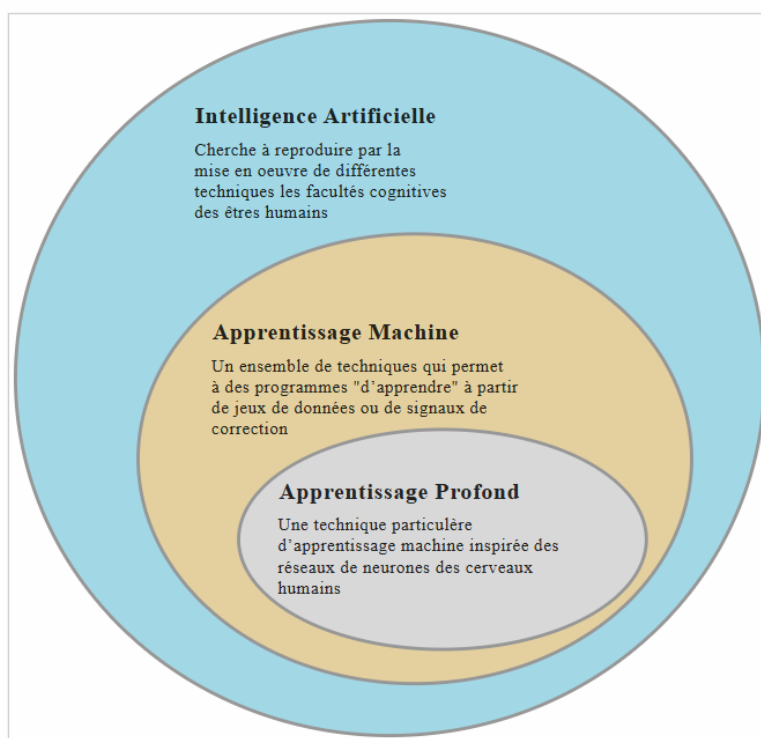 Intelligence Artificielle
Cherche à reproduire par la
mise en oeuvre de différentes
techniques les facultés cognitives
des êtres humains
Apprentissage Machine
Un ensemble de techniques qui permet
à des programmes "d’apprendre" à partir
de jeux de données ou de signaux de
correction
Apprentissage Profond
Une technique particulère
d’apprentissage machine inspirée des
réseaux de neurones des cerveaux
humains